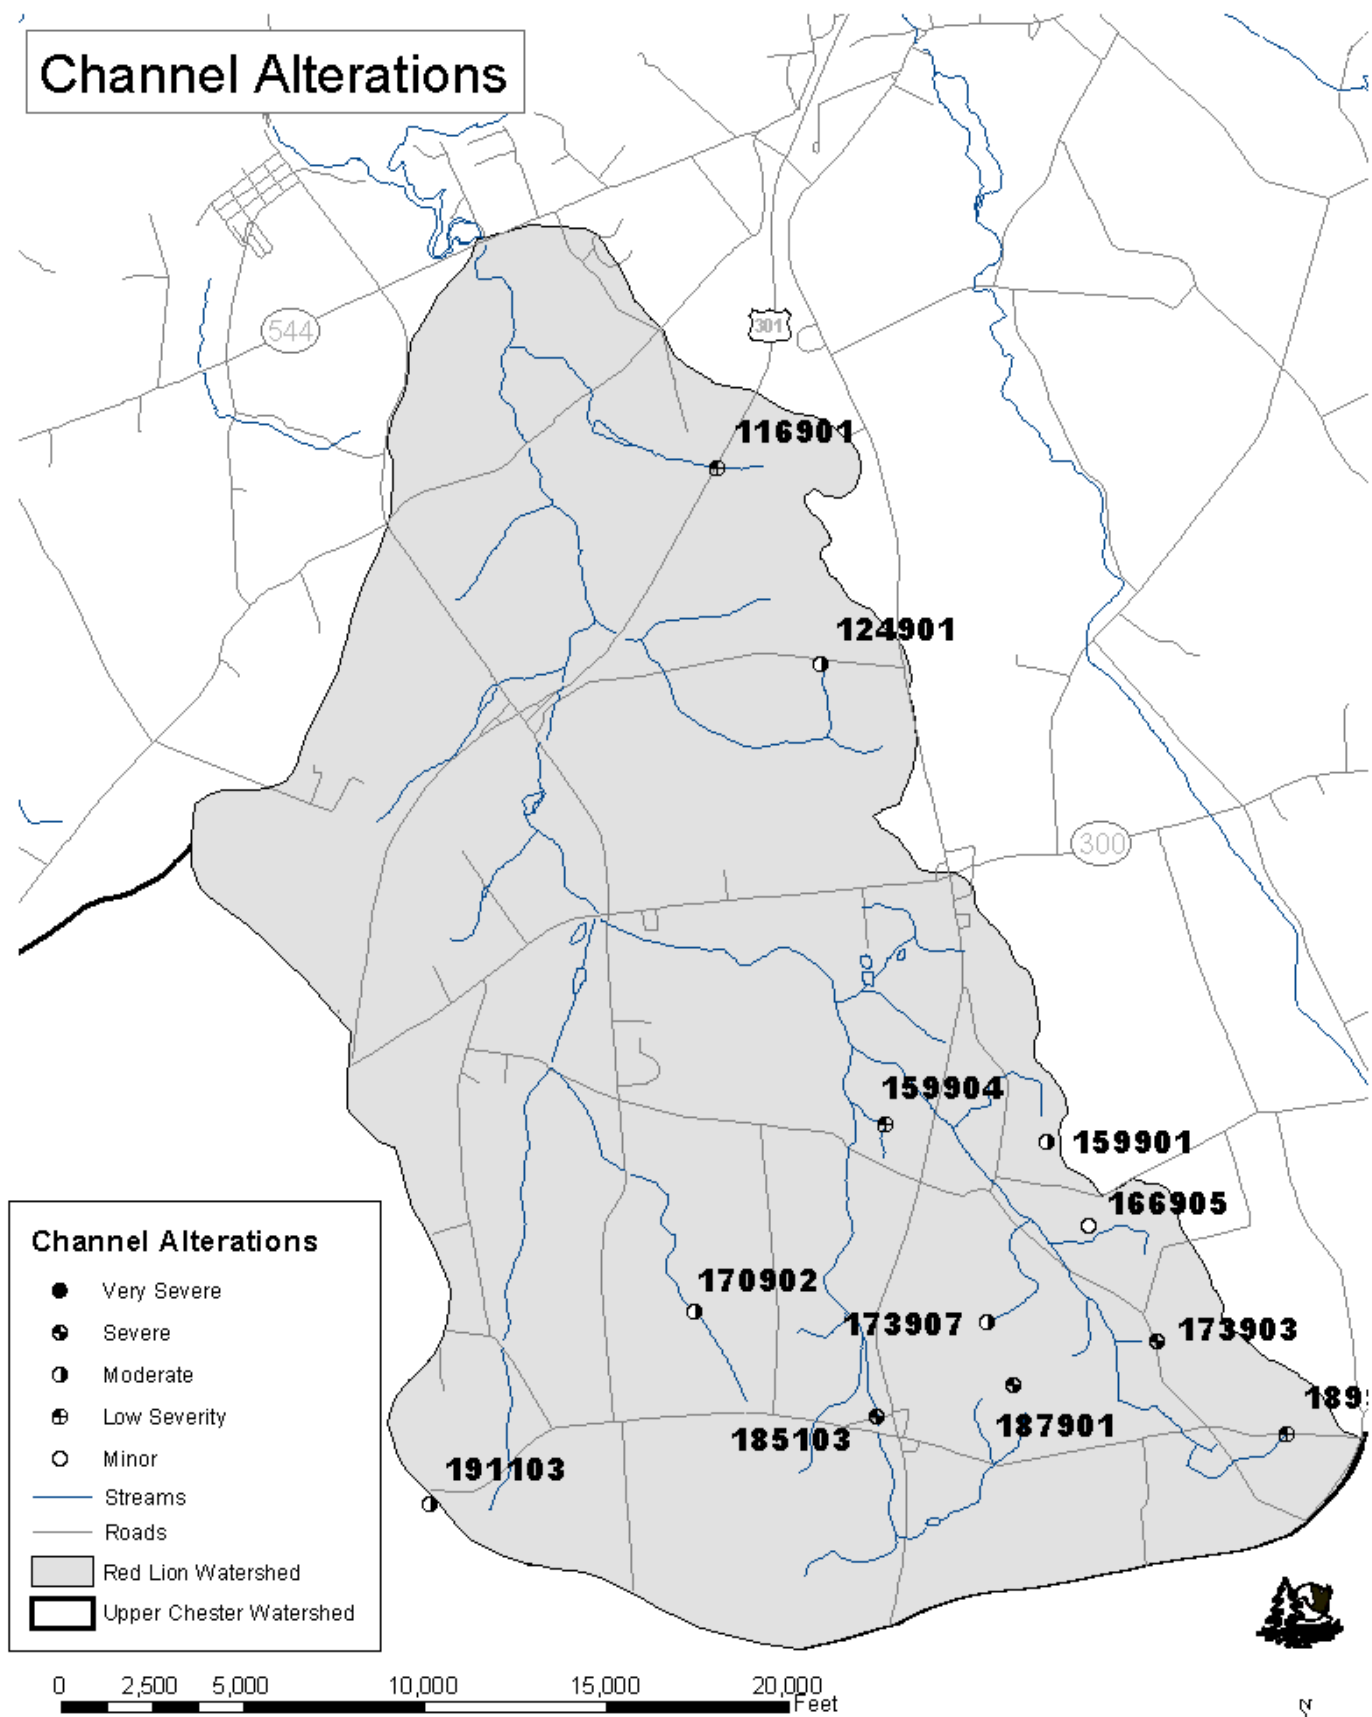 Channel Alterations
544
301
116901
124901
300
159904
159901
166905
170902
173907
173903
189
187901
185103
191103
Channel Alterations
Very Severe
Severe
Moderate
Low Severity
Minor
Streams
Roads
Red Lion Watershed
Upper Chester Watershed
0 2,500 5,000 10,000 15,000 20,000
Feet
N